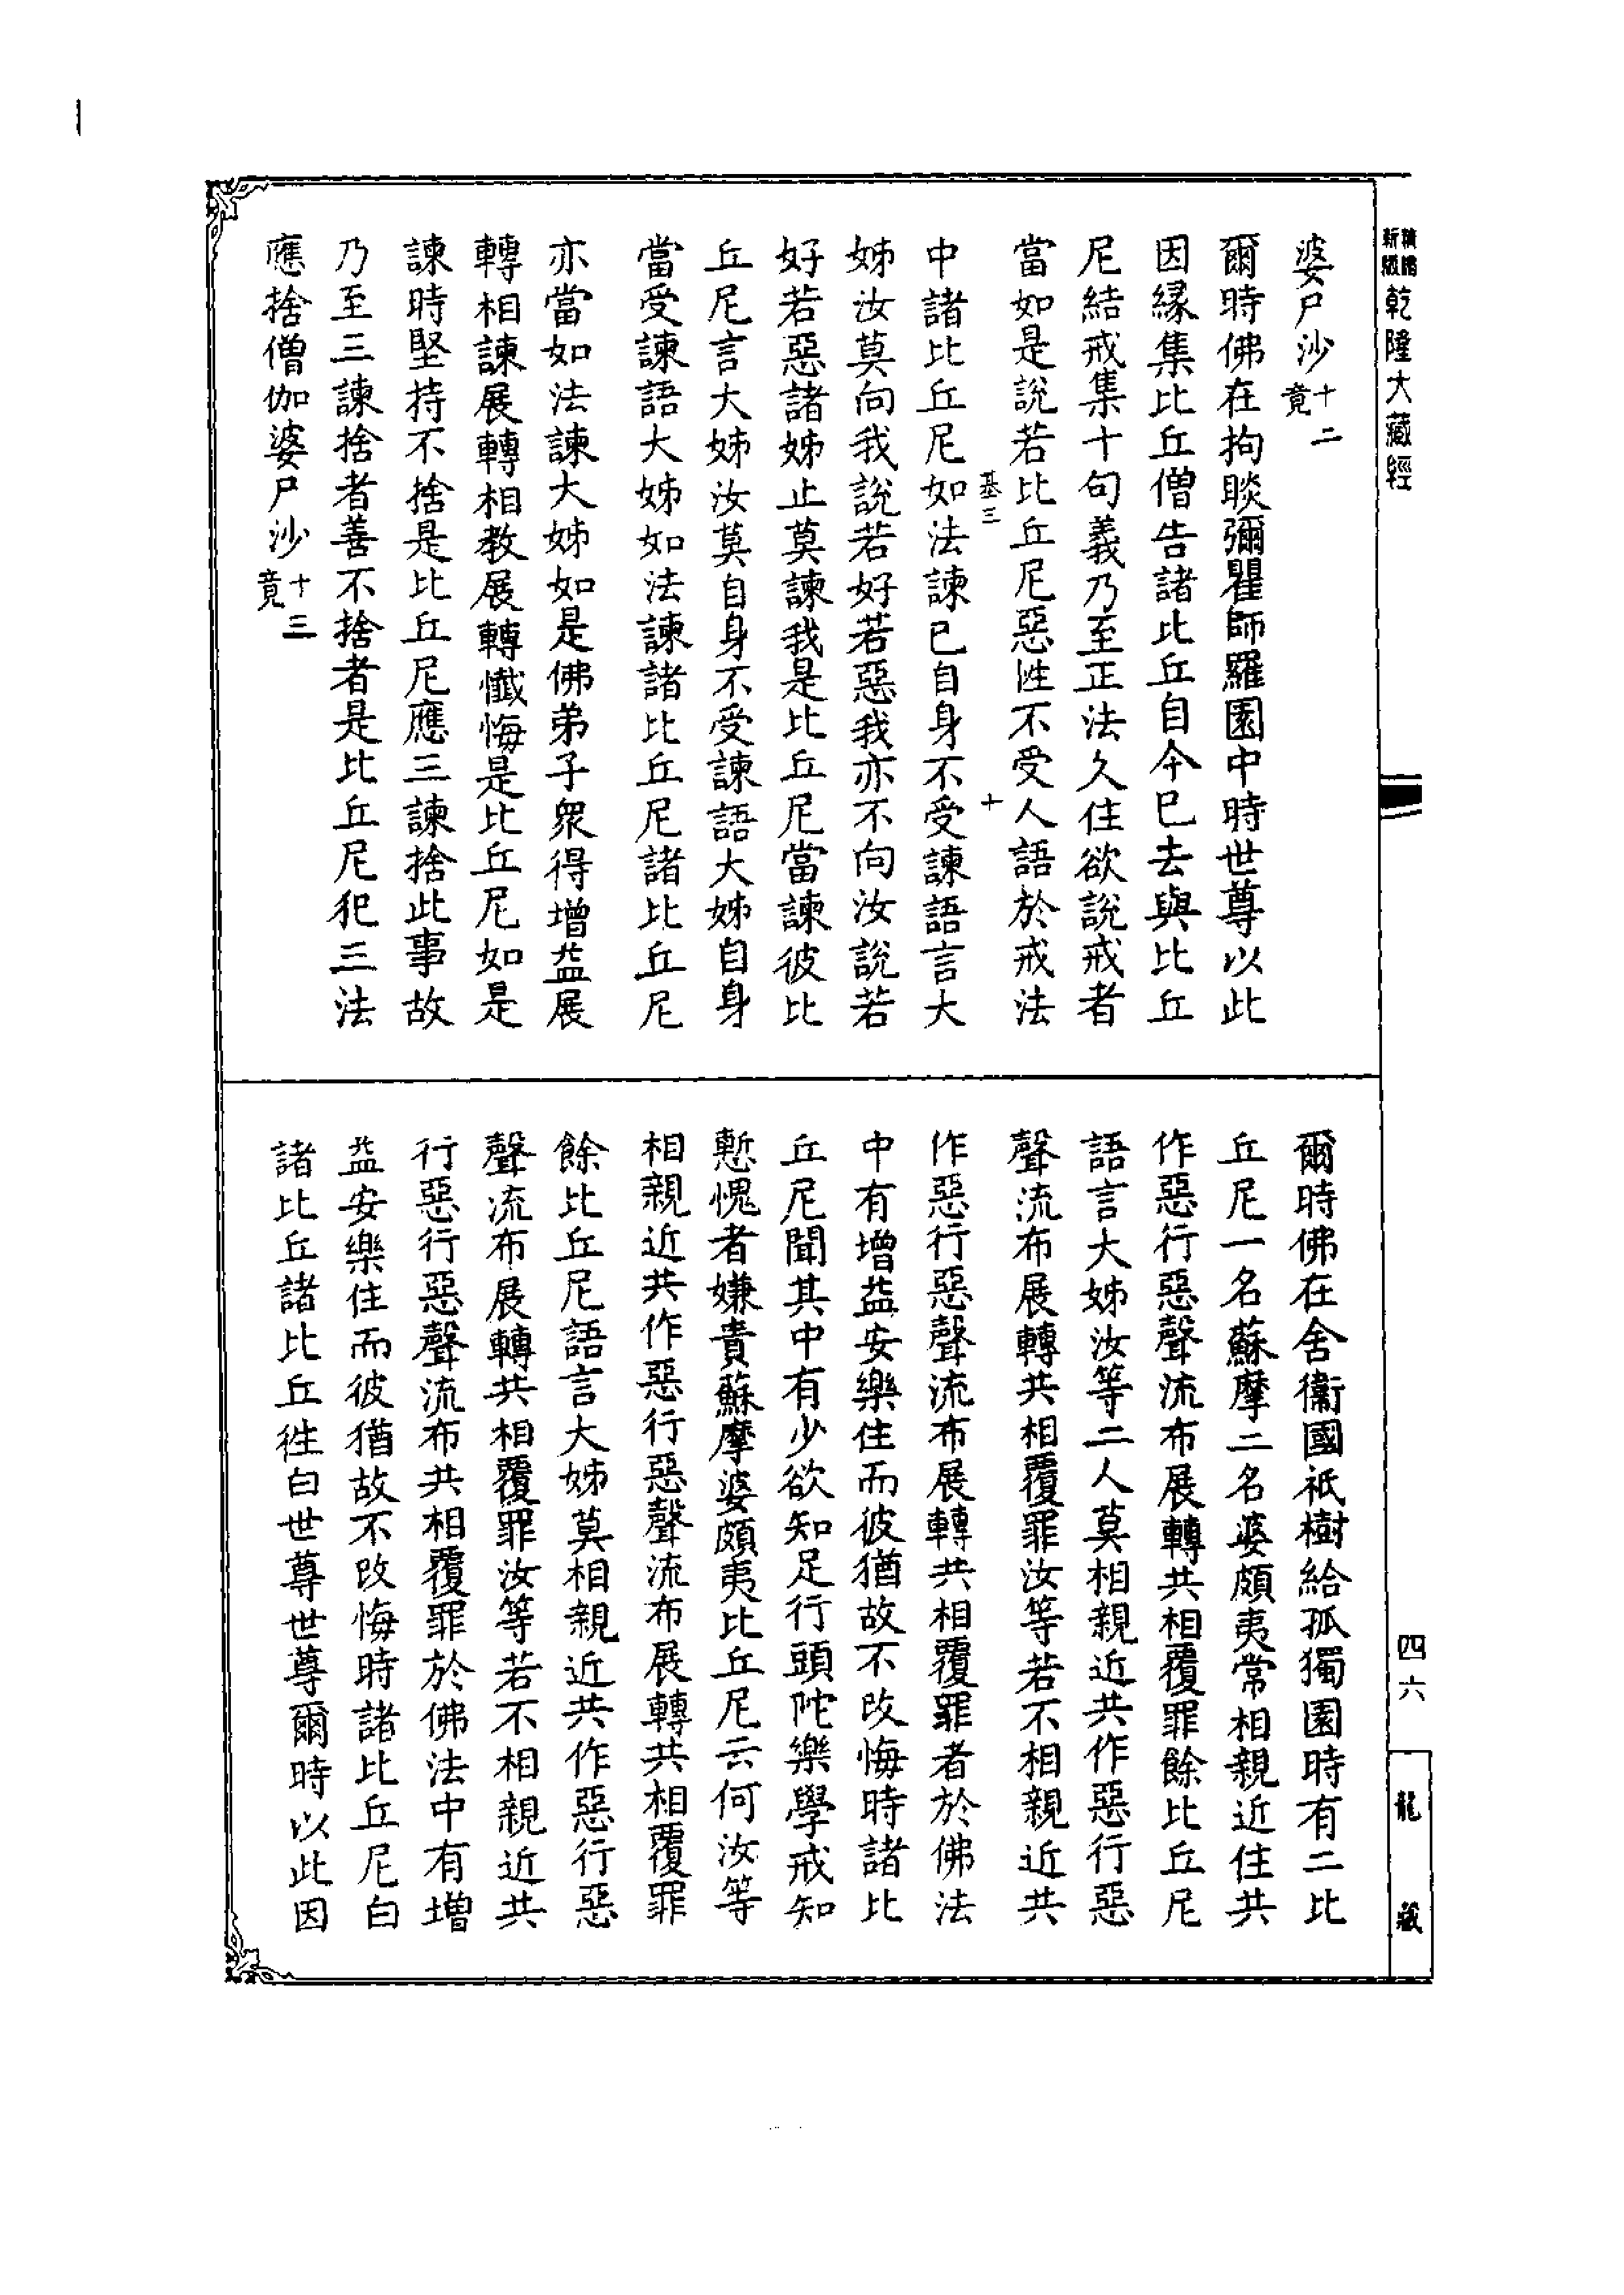 新版精縮乾隆大藏經
四六
龍藏
婆尸沙十二竟
爾時佛在拘睒彌瞿師羅園中時世尊以此
因緣集比丘僧告諸比丘自今已去與比丘
尼結戒集十句義乃至正法久住欲說戒者
當如是說若比丘尼惡性不受人語於戒法
基三
十
中諸比丘尼如法諫已自身不受諫語言大
姊汝莫向我說若好若惡我亦不向汝說若
好若惡諸姊止莫諫我是比丘尼當諫彼比
丘尼言大姊汝莫自身不受諫語大姊自身
當受諫語大姊如法諫諸比丘尼諸比丘尼
亦當如法諫大姊如是佛弟子眾得增益展
轉相諫展轉相教展轉懺悔是比丘尼如是
諫時堅持不捨是比丘尼應三諫捨此事故
乃至三諫捨者善不捨者是比丘尼犯三法
應捨僧伽婆尸沙十三竟
爾時佛在舍衛國祇樹給孤獨園時有二比
丘尼一名蘇摩二名婆頗夷常相親近住共
作惡行惡聲流布展轉共相覆罪餘比丘尼
語言大姊汝等二人莫相親近共作惡行惡
聲流布展轉共相覆罪汝等若不相親近共
作惡行惡聲流布展轉共相覆罪者於佛法
中有增益安樂住而彼猶故不改悔時諸比
丘尼聞其中有少欲知足行頭陀樂學戒知
慙愧者嫌責蘇摩婆頗夷比丘尼云何汝等
相親近共作惡行惡聲流布展轉共相覆罪
餘比丘尼語言大姊莫相親近共作惡行惡
聲流布展轉共相覆罪汝等若不相親近共
行惡行惡聲流布共相覆罪於佛法中有增
益安樂住而彼猶故不改悔時諸比丘尼白
諸比丘諸比丘徃白世尊世尊爾時以此因